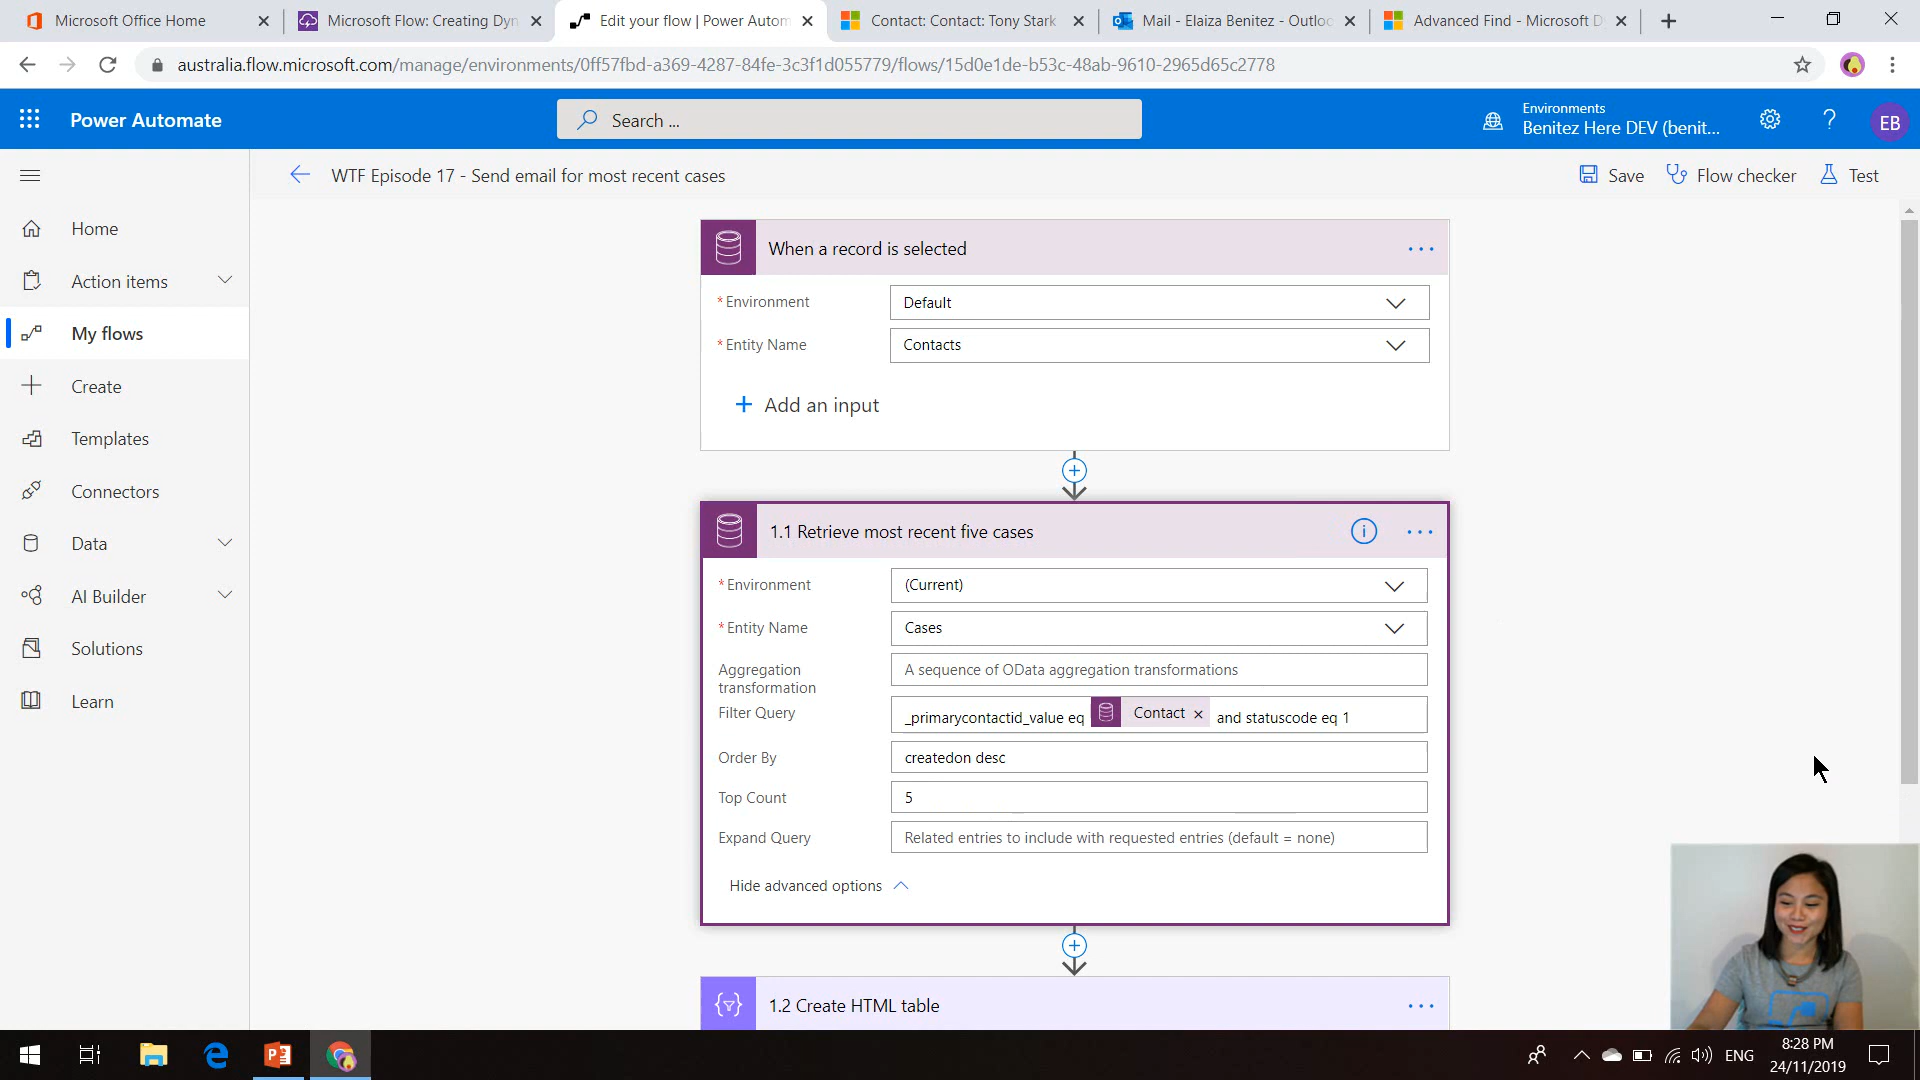 Microsoft Office Home
Microsoft Flow: Creating Dyn
Edit your flow | Power Autom
Contact: Contact: Tony Stark
Mail - Elaiza Benitez - Outloo
Advanced Find - Microsoft D
australia.flow.microsoft.com/manage/environments/0ff57fbd-a369-4287-84fe-3c3f1d055779/flows/15d0e1de-b53c-48ab-9610-2965d65c2778
Power Automate
Search ...
Environments
Benitez Here DEV (benit...
EB
WTF Episode 17 - Send email for most recent cases
Save
Flow checker
Test
Home
Action items
My flows
Create
Templates
Connectors
Data
AI Builder
Solutions
Learn
When a record is selected
* Environment
Default
* Entity Name
Contacts
+ Add an input
1.1 Retrieve most recent five cases
* Environment
(Current)
* Entity Name
Cases
Aggregation
transformation
A sequence of OData aggregation transformations
Filter Query
_primarycontactid_value eq Contact × and statuscode eq 1
Order By
createdon desc
Top Count
5
Expand Query
Related entries to include with requested entries (default = none)
Hide advanced options
1.2 Create HTML table
ENG
8:28 PM
24/11/2019